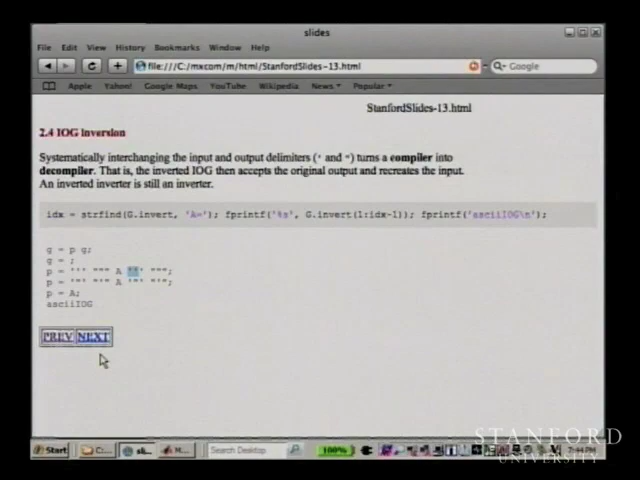 slides
File Edit View History Bookmarks Window Help
file:///C:/mxcom/m/html/StanfordSlides-13.html
Google
Apple Google Maps YouTube Wikipedia News Popular
StanfordSlides-13.html
2.4 IOG inversion
Systematically interchanging the input and output delimiters (' and ") turns a compiler into
decompiler. That is, the inverted IOG then accepts the original output and recreates the input.
An inverted inverter is still an inverter.
idx = strfind(G.invert, 'A='); fprintf('%s', G.invert(1:idx-1)); fprintf('asciiIOG\n');
g = p g;
g = ;
p = A
p = A
p = A;
asciiIOG
PREV NEXT
Start Search Desktop 100%
STANFORD
UNIVERSITY